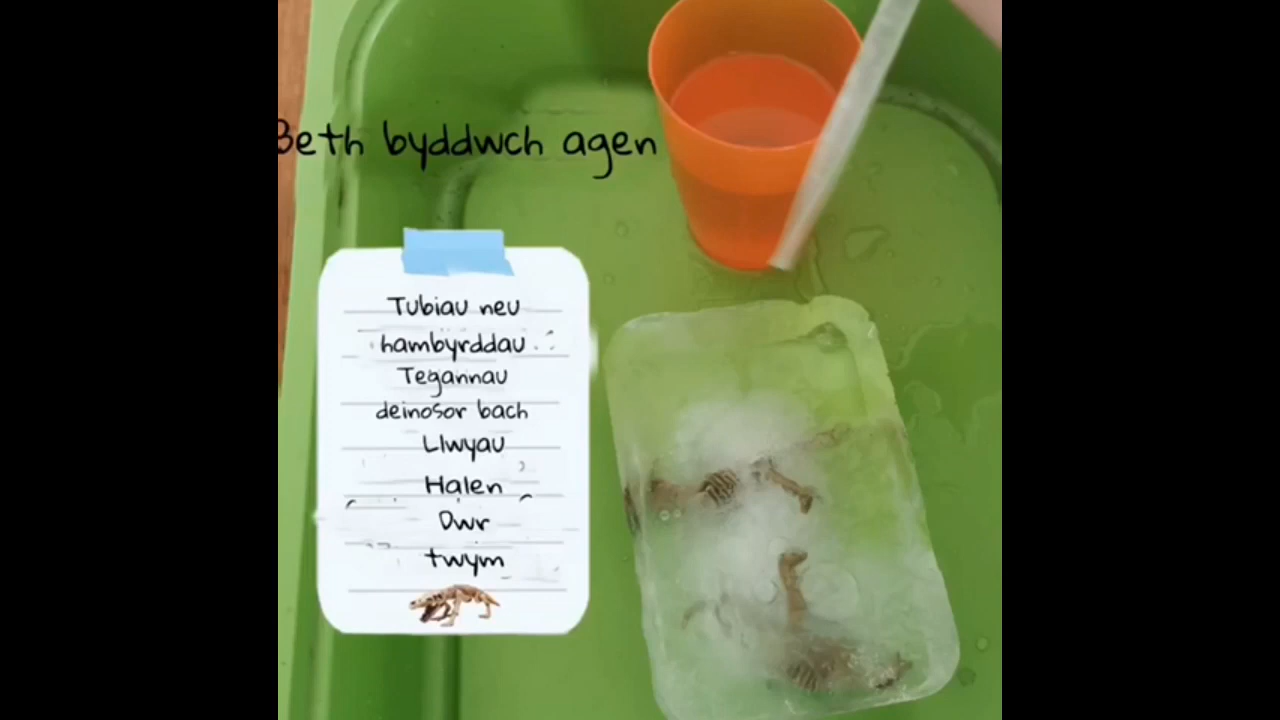 Beth byddwch agen
Tubiau neu
hambyrddau
Tegannau
deinosor bach
Llwyau
Halen
Dwr
twym